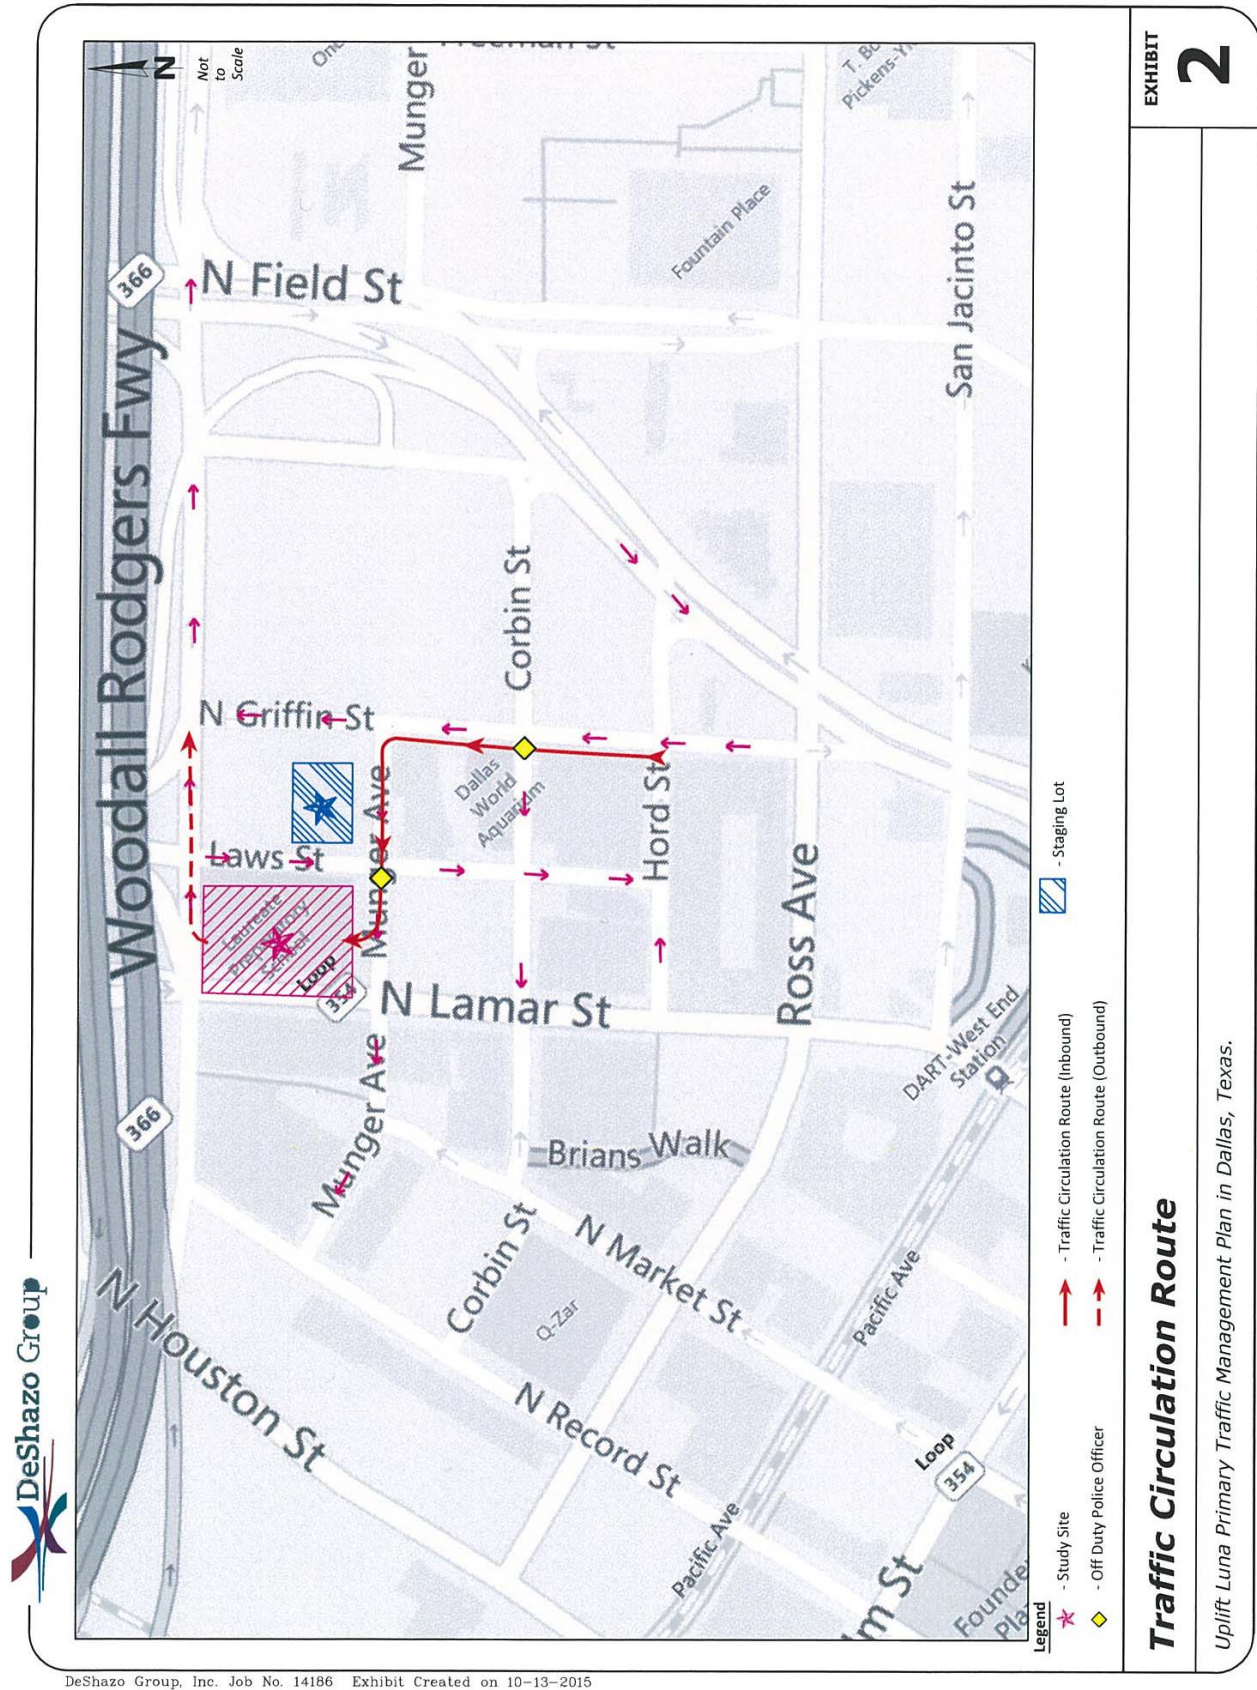 DeShazo Group
N
Not
to
Scale
366
Woodall Rodgers Fwy
366
N Houston St
N Field St
Munger
N Griffin St
Laws St
Laureate
Preparatory
School
Loop
354
Munger Ave
Munger Ave
N Lamar St
Dallas
World
Aquarium
Corbin St
Corbin St
Hord St
Fountain Place
Brians Walk
Ross Ave
San Jacinto St
N Market St
Q-Zar
N Record St
DART-West End
Station
Pacific Ave
Pacific Ave
Loop
354
Legend
- Study Site
- Off Duty Police Officer
- Traffic Circulation Route (Inbound)
- Traffic Circulation Route (Outbound)
- Staging Lot
Traffic Circulation Route
Uplift Luna Primary Traffic Management Plan in Dallas, Texas.
EXHIBIT
2
DeShazo Group, Inc. Job No. 14186 Exhibit Created on 10-13-2015